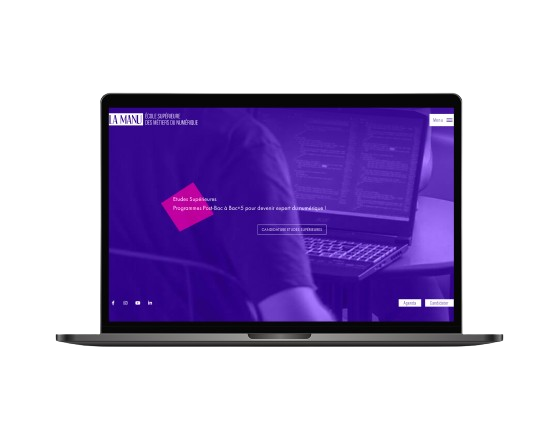 LA MANU
ÉCOLE SUPÉRIEURE
DES MÉTIERS DU NUMÉRIQUE
Menu
Etudes Supérieures
Programmes Post-Bac à Bac+5 pour devenir expert du numérique !
CANDIDATURE ETUDES SUPÉRIEURES
Agenda
Candidater